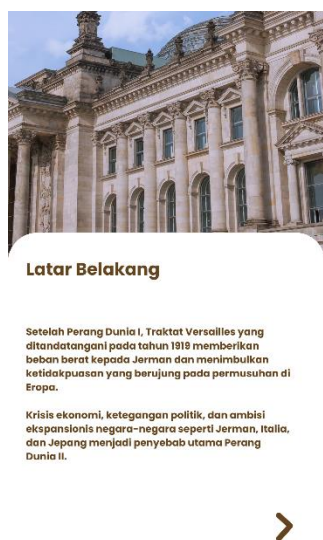 Latar Belakang
Setelah Perang Dunia I, Traktat Versailles yang
ditandatangani pada tahun 1919 memberikan
beban berat kepada Jerman dan menimbulkan
ketidakpuasan yang berujung pada permusuhan di
Eropa.
Krisis ekonomi, ketegangan politik, dan ambisi
ekspansionis negara-negara seperti Jerman, Italia,
dan Jepang menjadi penyebab utama Perang
Dunia II.